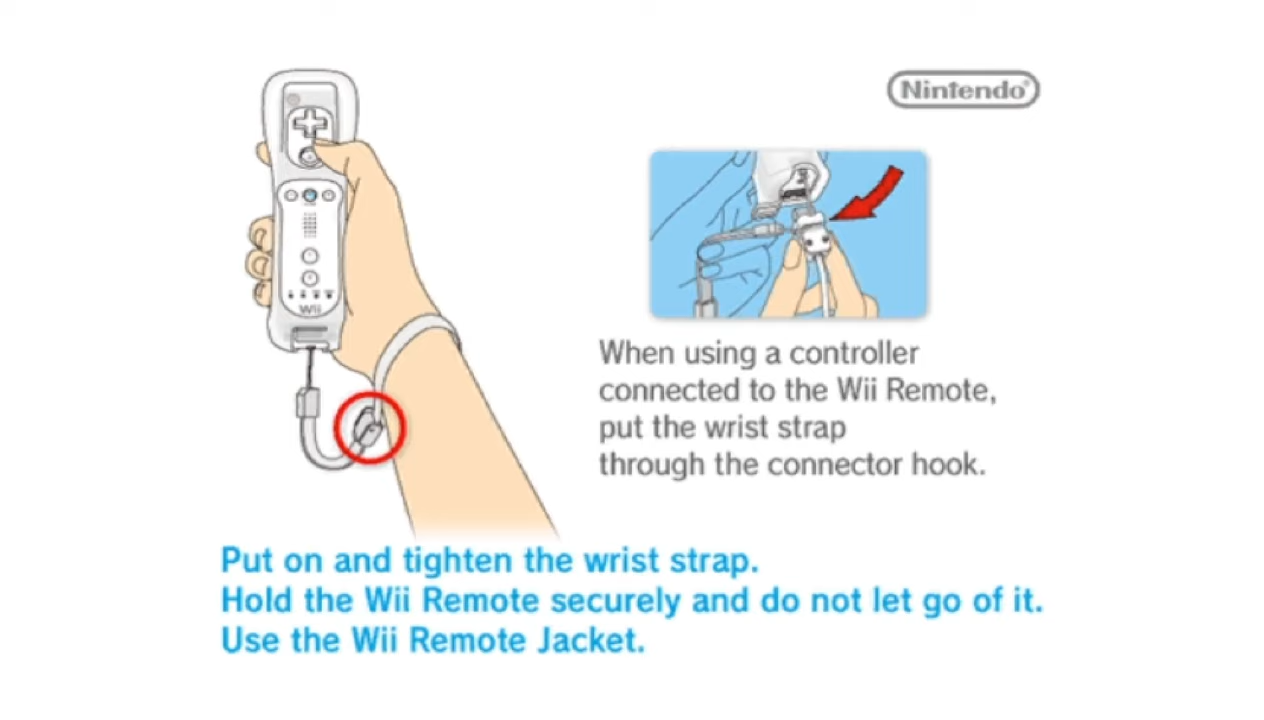 Nintendo®
Wii
When using a controller
connected to the Wii Remote,
put the wrist strap
through the connector hook.
Put on and tighten the wrist strap.
Hold the Wii Remote securely and do not let go of it.
Use the Wii Remote Jacket.